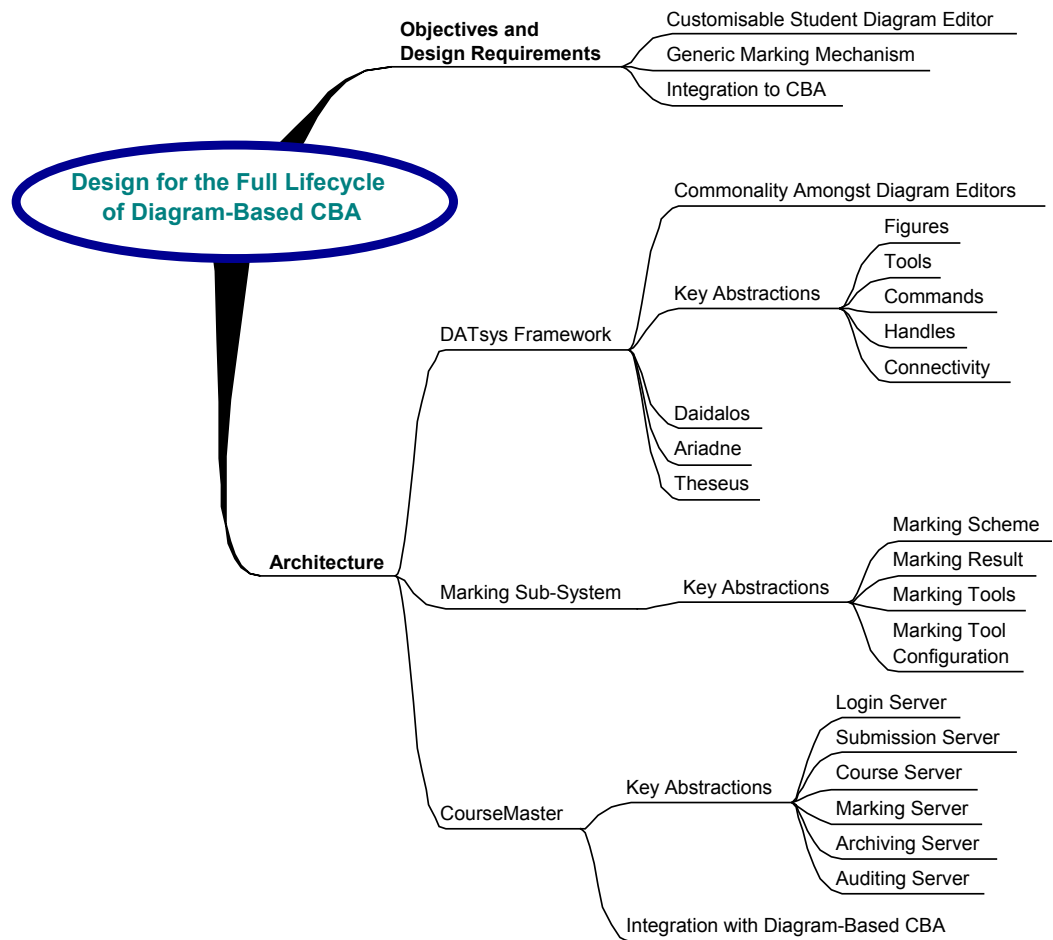 Design for the Full Lifecycle
of Diagram-Based CBA
Objectives and
Design Requirements
Customisable Student Diagram Editor
Generic Marking Mechanism
Integration to CBA
Architecture
DATsys Framework
Commonality Amongst Diagram Editors
Key Abstractions
Figures
Tools
Commands
Handles
Connectivity
Daidalos
Ariadne
Theseus
Marking Sub-System
Key Abstractions
Marking Scheme
Marking Result
Marking Tools
Marking Tool
Configuration
CourseMaster
Key Abstractions
Login Server
Submission Server
Course Server
Marking Server
Archiving Server
Auditing Server
Integration with Diagram-Based CBA